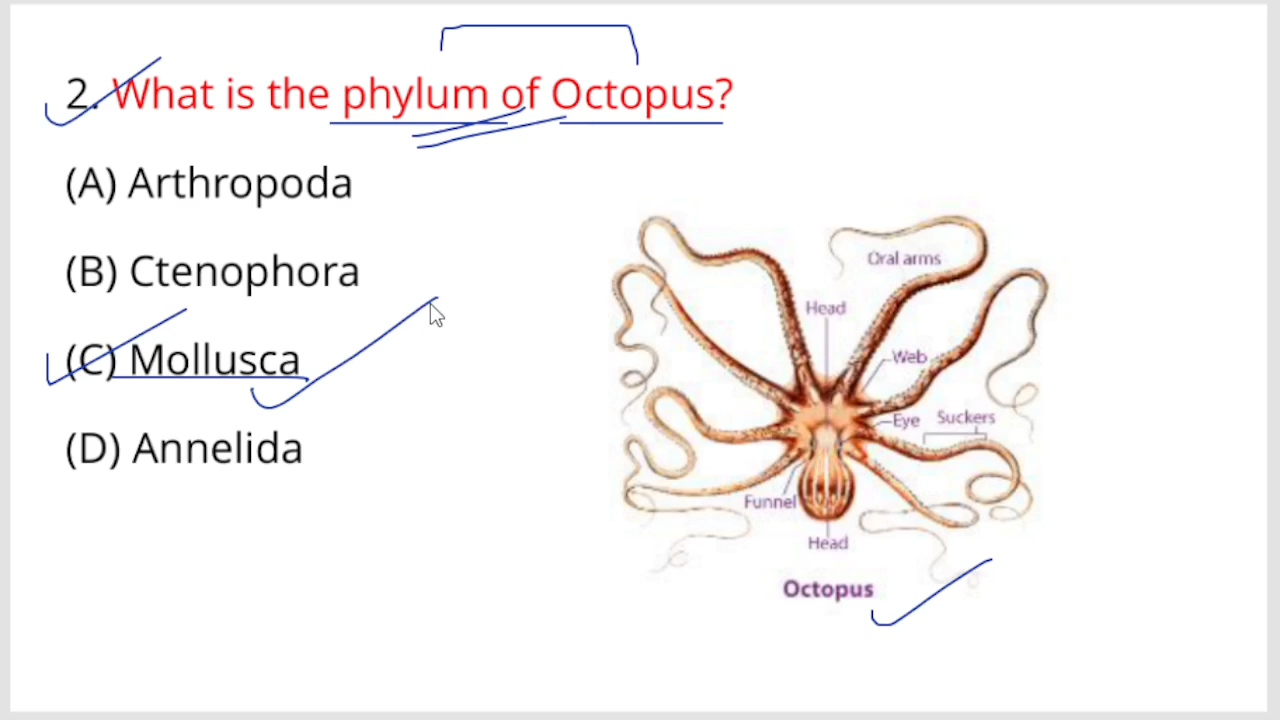 2. What is the phylum of Octopus?
(A) Arthropoda
(B) Ctenophora
(C) Mollusca
(D) Annelida
Oral arms
Head
Web
Eye
Suckers
Funnel
Head
Octopus